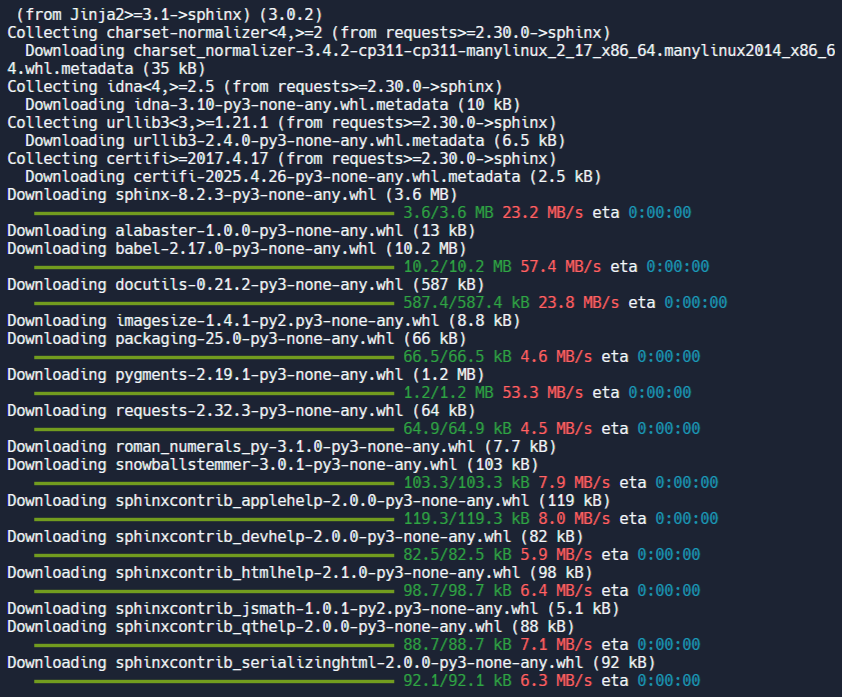 (from Jinja2>=3.1->sphinx) (3.0.2)
Collecting charset-normalizer<4,>=2 (from requests>=2.30.0->sphinx)
  Downloading charset_normalizer-3.4.2-cp311-cp311-manylinux_2_17_x86_64.manylinux2014_x86_6
4.whl.metadata (35 kB)
Collecting idna<4,>=2.5 (from requests>=2.30.0->sphinx)
  Downloading idna-3.10-py3-none-any.whl.metadata (10 kB)
Collecting urllib3<3,>=1.21.1 (from requests>=2.30.0->sphinx)
  Downloading urllib3-2.4.0-py3-none-any.whl.metadata (6.5 kB)
Collecting certifi>=2017.4.17 (from requests>=2.30.0->sphinx)
  Downloading certifi-2025.4.26-py3-none-any.whl.metadata (2.5 kB)
Downloading sphinx-8.2.3-py3-none-any.whl (3.6 MB)
3.6/3.6 MB 23.2 MB/s eta 0:00:00
Downloading alabaster-1.0.0-py3-none-any.whl (13 kB)
Downloading babel-2.17.0-py3-none-any.whl (10.2 MB)
10.2/10.2 MB 57.4 MB/s eta 0:00:00
Downloading docutils-0.21.2-py3-none-any.whl (587 kB)
587.4/587.4 kB 23.8 MB/s eta 0:00:00
Downloading imagesize-1.4.1-py2.py3-none-any.whl (8.8 kB)
Downloading packaging-25.0-py3-none-any.whl (66 kB)
66.5/66.5 kB 4.6 MB/s eta 0:00:00
Downloading pygments-2.19.1-py3-none-any.whl (1.2 MB)
1.2/1.2 MB 53.3 MB/s eta 0:00:00
Downloading requests-2.32.3-py3-none-any.whl (64 kB)
64.9/64.9 kB 4.5 MB/s eta 0:00:00
Downloading roman_numerals_py-3.1.0-py3-none-any.whl (7.7 kB)
Downloading snowballstemmer-3.0.1-py3-none-any.whl (103 kB)
103.3/103.3 kB 7.9 MB/s eta 0:00:00
Downloading sphinxcontrib_applehelp-2.0.0-py3-none-any.whl (119 kB)
119.3/119.3 kB 8.0 MB/s eta 0:00:00
Downloading sphinxcontrib_devhelp-2.0.0-py3-none-any.whl (82 kB)
82.5/82.5 kB 5.9 MB/s eta 0:00:00
Downloading sphinxcontrib_htmlhelp-2.1.0-py3-none-any.whl (98 kB)
98.7/98.7 kB 6.4 MB/s eta 0:00:00
Downloading sphinxcontrib_jsmath-1.0.1-py2.py3-none-any.whl (5.1 kB)
Downloading sphinxcontrib_qthelp-2.0.0-py3-none-any.whl (88 kB)
88.7/88.7 kB 7.1 MB/s eta 0:00:00
Downloading sphinxcontrib_serializinghtml-2.0.0-py3-none-any.whl (92 kB)
92.1/92.1 kB 6.3 MB/s eta 0:00:00